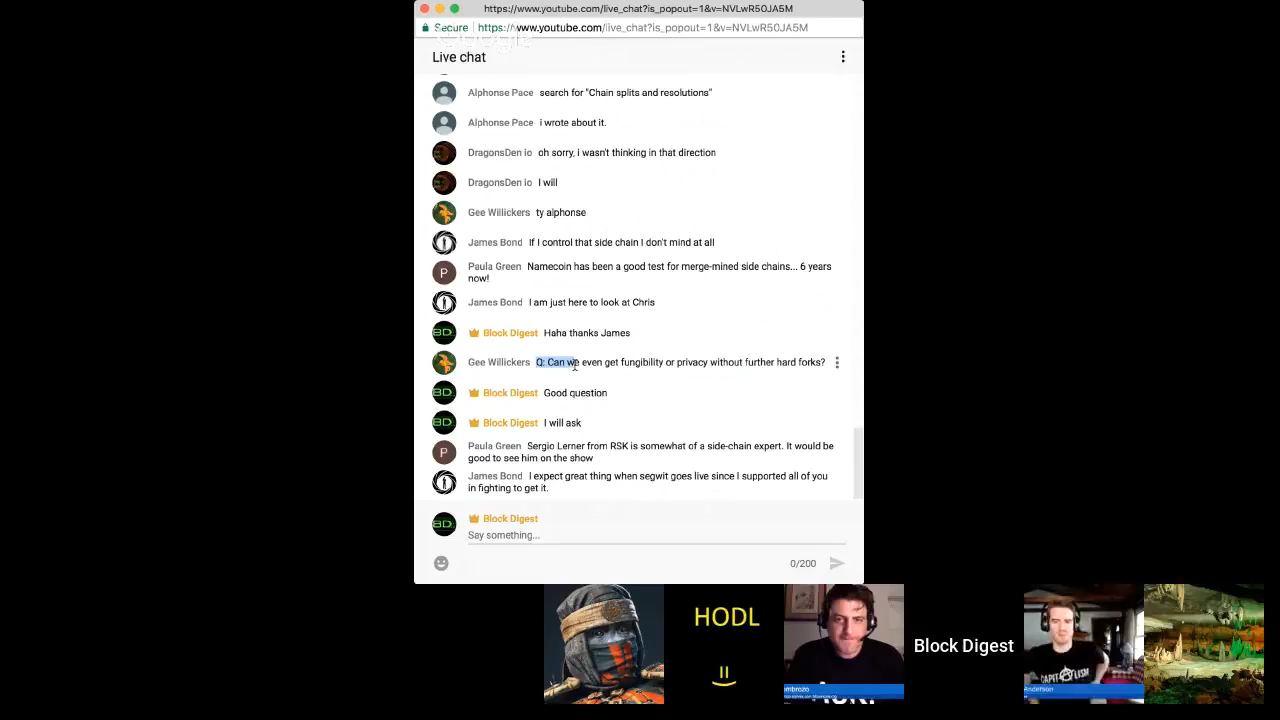 https://www.youtube.com/live_chat?is_popout=1&v=NVLwR50JA5M
Secure https://www.youtube.com/live_chat?is_popout=1&v=NVLwR50JA5M
Live chat
Alphonse Pace search for "Chain splits and resolutions"
Alphonse Pace i wrote about it.
DragonsDen io oh sorry, i wasn't thinking in that direction
DragonsDen io I will
Gee Willickers ty alphonse
James Bond If I control that side chain I don't mind at all
P Paula Green Namecoin has been a good test for merge-mined side chains... 6 years
now!
James Bond I am just here to look at Chris
BD. Block Digest Haha thanks James
Gee Willickers Q: Can we even get fungibility or privacy without further hard forks?
BD. Block Digest Good question
BD. Block Digest I will ask
P Paula Green Sergio Lerner from RSK is somewhat of a side-chain expert. It would be
good to see him on the show
James Bond I expect great thing when segwit goes live since I supported all of you
in fighting to get it.
BD. Block Digest
Say something...
0/200
HODL
=)
Block Digest
ombrozo
Anderson
CAPITALISM